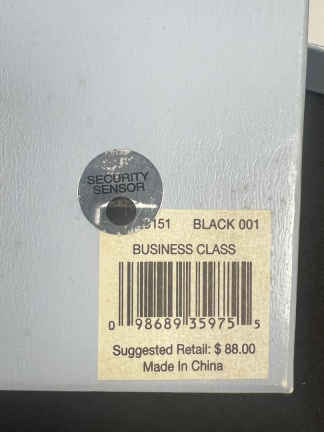 SECURITY
SENSOR
BLACK 001
BUSINESS CLASS
0 98689 35975 5
Suggested Retail: $ 88.00
Made In China